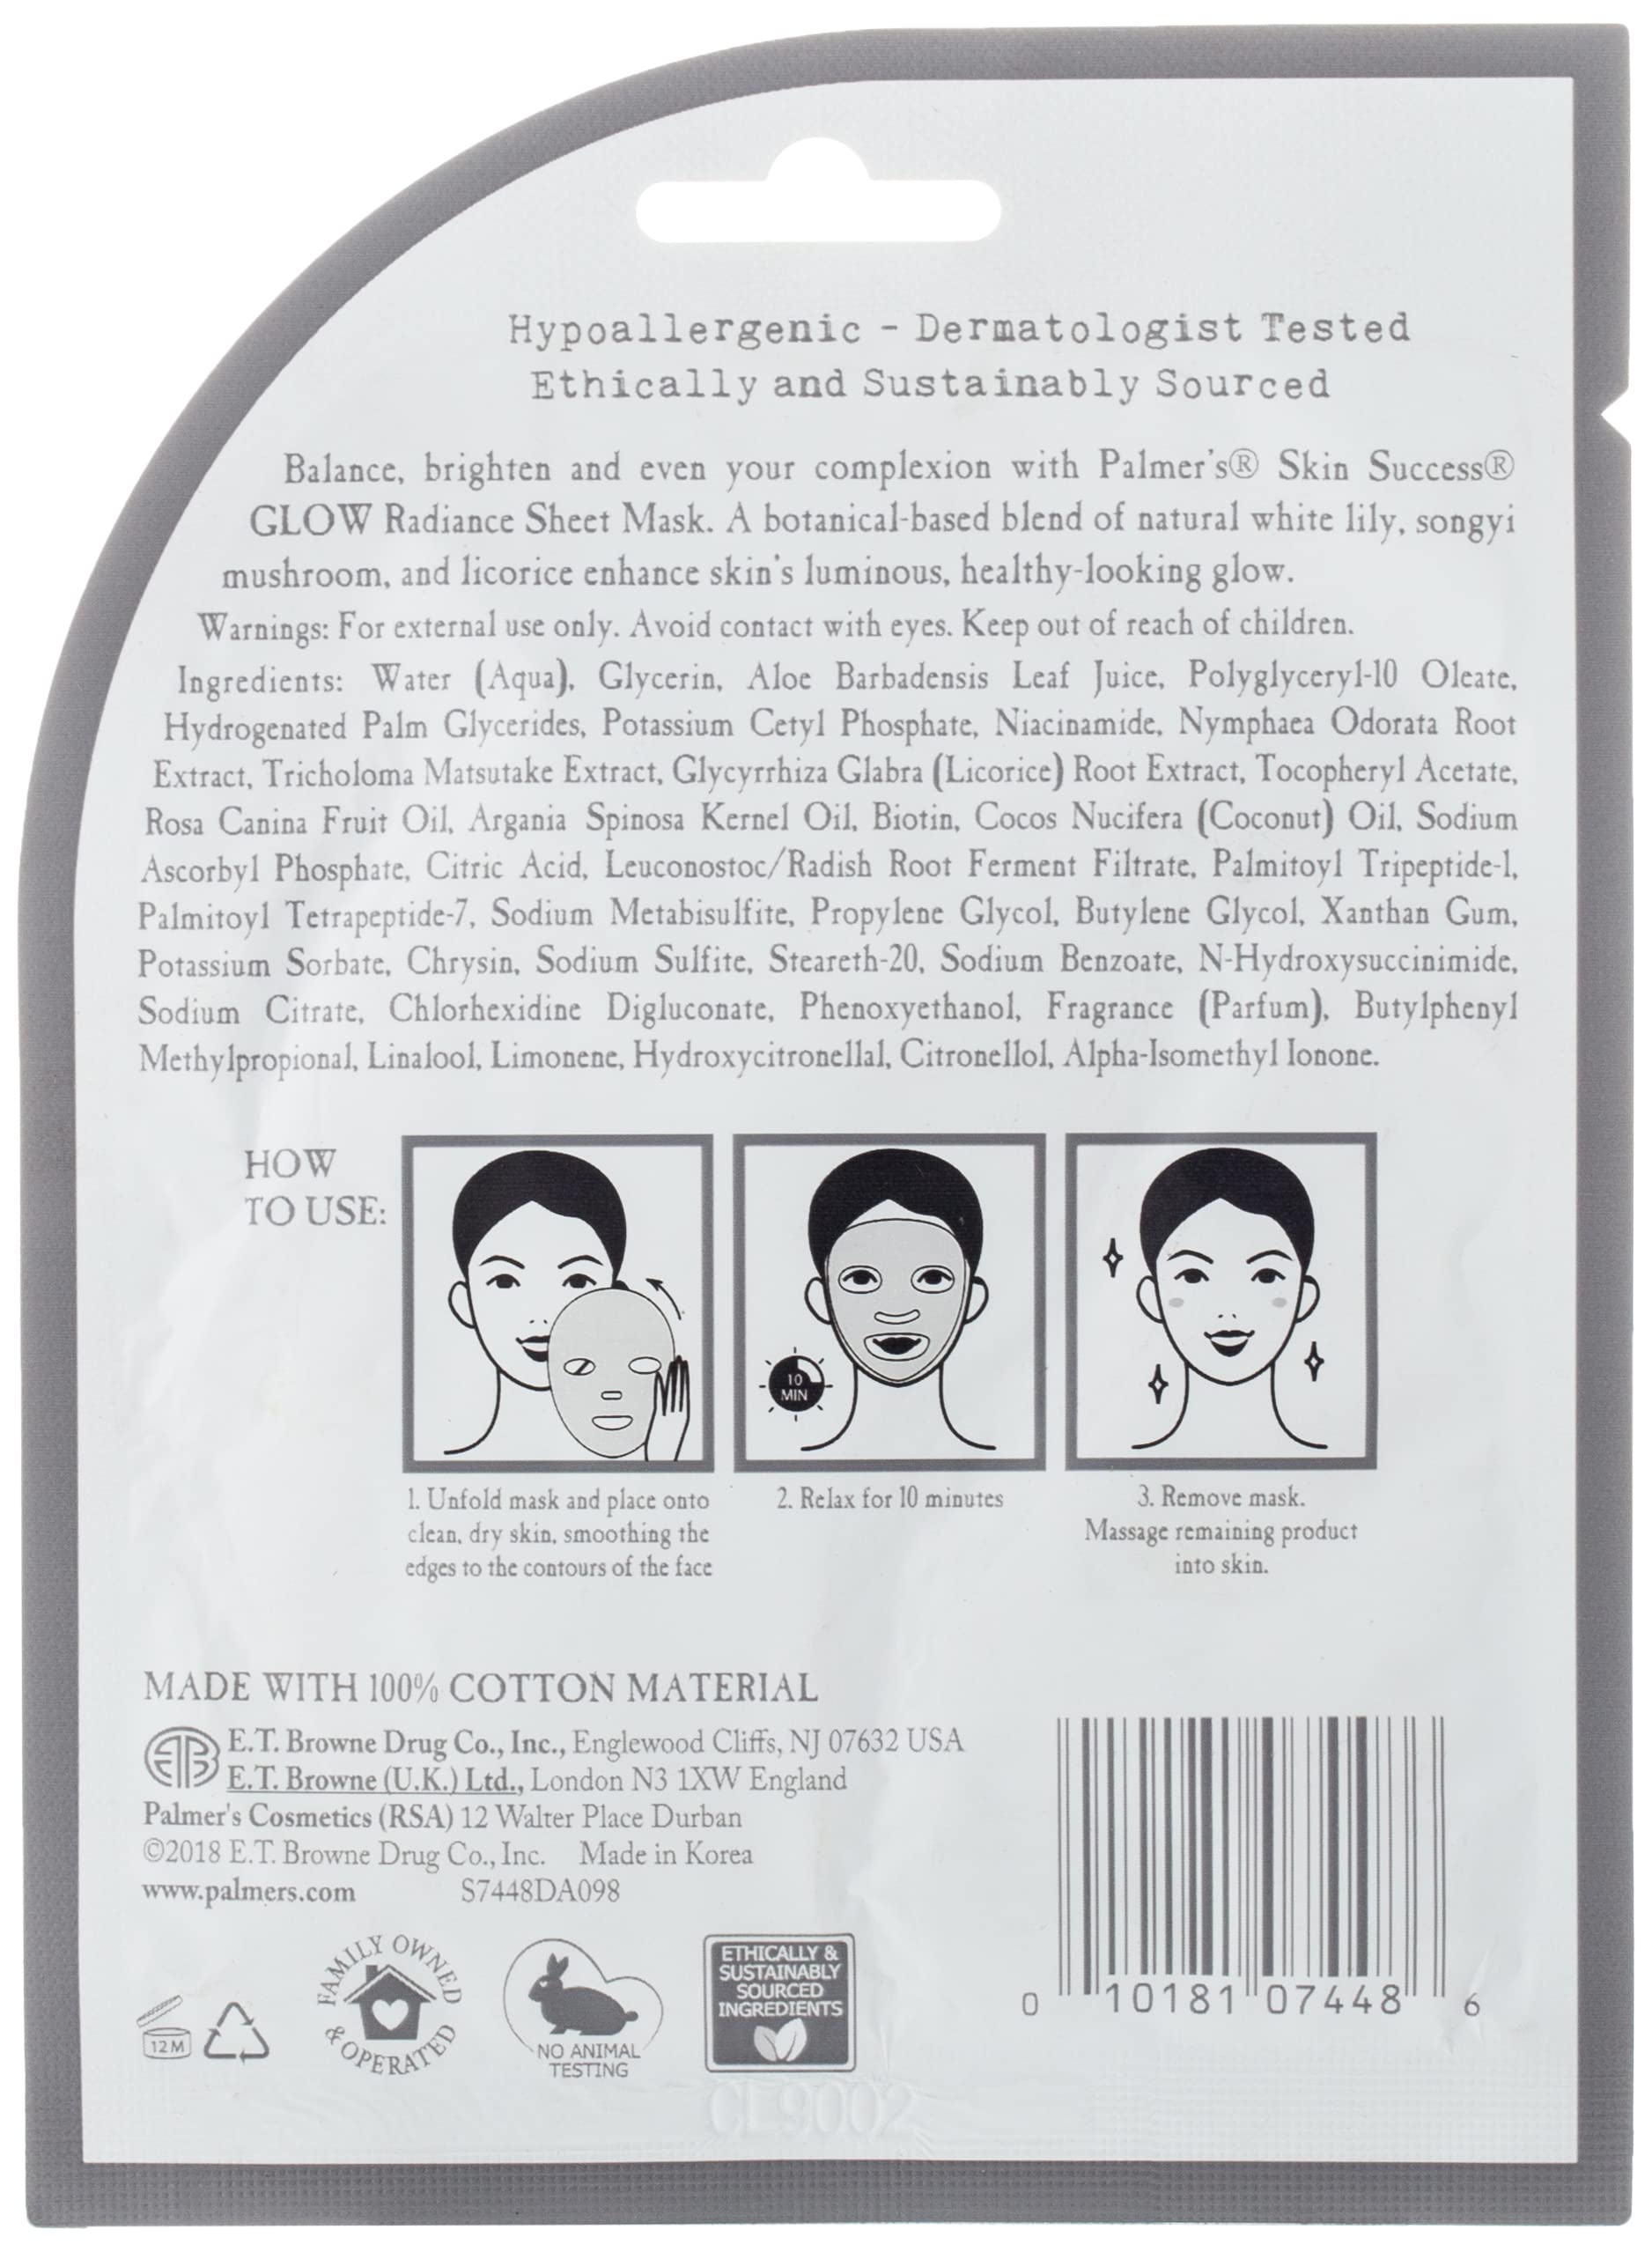 Hypoallergenic - Dermatologist Tested
Ethically and Sustainably Sourced
Balance, brighten and even your complexion with Palmer's® Skin Success®
GLOW Radiance Sheet Mask. A botanical-based blend of natural white lily, songyi
mushroom, and licorice enhance skin's luminous, healthy-looking glow.
Warnings: For external use only. Avoid contact with eyes. Keep out of reach of children.
Ingredients: Water (Aqua), Glycerin, Aloe Barbadensis Leaf Juice, Polyglyceryl-10 Oleate,
Hydrogenated Palm Glycerides, Potassium Cetyl Phosphate, Niacinamide, Nymphaea Odorata Root
Extract, Tricholoma Matsutake Extract, Glycyrrhiza Glabra (Licorice) Root Extract, Tocopheryl Acetate,
Rosa Canina Fruit Oil, Argania Spinosa Kernel Oil, Biotin, Cocos Nucifera (Coconut) Oil, Sodium
Ascorbyl Phosphate, Citric Acid, Leuconostoc/Radish Root Ferment Filtrate, Palmitoyl Tripeptide-1,
Palmitoyl Tetrapeptide-7, Sodium Metabisulfite, Propylene Glycol, Butylene Glycol, Xanthan Gum,
Potassium Sorbate, Chrysin, Sodium Sulfite, Steareth-20, Sodium Benzoate, N-Hydroxysuccinimide,
Sodium Citrate, Chlorhexidine Digluconate, Phenoxyethanol, Fragrance (Parfum), Butylphenyl
Methylpropional, Linalool, Limonene, Hydroxycitronellal, Citronellol, Alpha-Isomethyl Ionone.
HOW
TO USE:
10
MIN
1. Unfold mask and place onto
clean, dry skin, smoothing the
edges to the contours of the face
2. Relax for 10 minutes
3. Remove mask.
Massage remaining product
into skin.
MADE WITH 100% COTTON MATERIAL
ETB
E.T. Browne Drug Co., Inc., Englewood Cliffs, NJ 07632 USA
E.T. Browne (U.K.) Ltd., London N3 1XW England
Palmer's Cosmetics (RSA) 12 Walter Place Durban
©2018 E.T. Browne Drug Co., Inc. Made in Korea
www.palmers.com S7448DA098
12 M
FAMILY OWNED
& OPERATED
NO ANIMAL
TESTING
ETHICALLY &
SUSTAINABLY
SOURCED
INGREDIENTS
0 10181 07448 6
CL9002